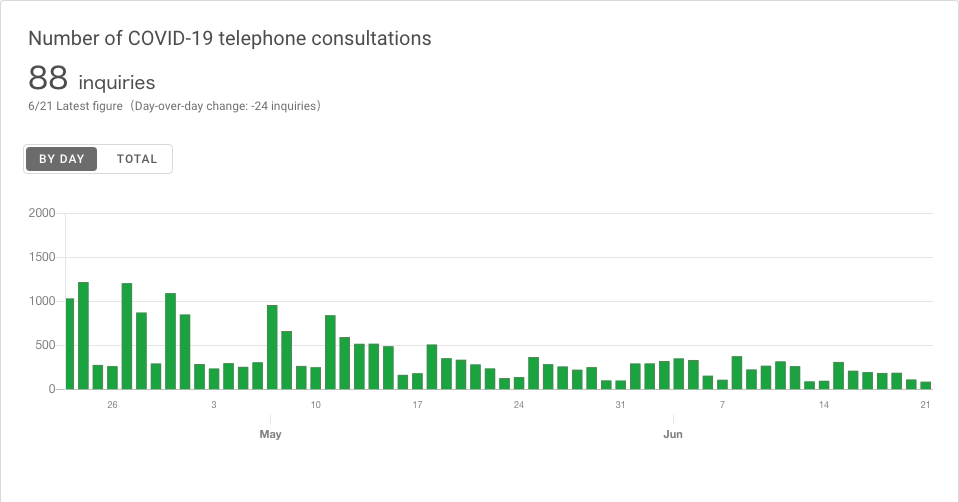 Number of COVID-19 telephone consultations
88 inquiries
6/21 Latest figure（Day-over-day change: -24 inquiries）
BY DAY TOTAL
2000
1500
1000
500
0
26 3 10 17 24 31 7 14 21
May Jun